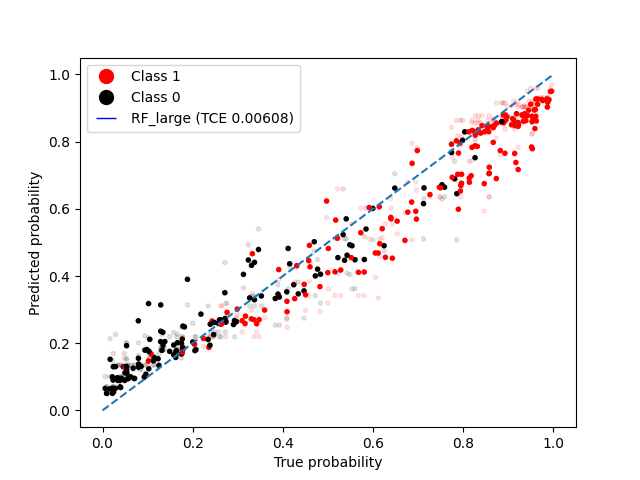 Class 1
Class 0
RF_large (TCE 0.00608)
Predicted probability
1.0
0.8
0.6
0.4
0.2
0.0
0.0 0.2 0.4 0.6 0.8 1.0
True probability